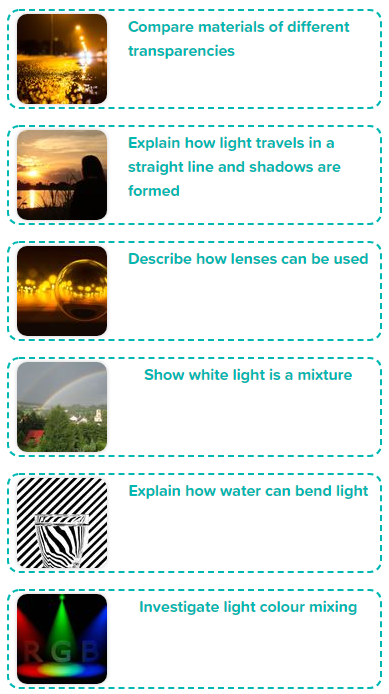 Compare materials of different
transparencies
Explain how light travels in a
straight line and shadows are
formed
Describe how lenses can be used
Show white light is a mixture
Explain how water can bend light
Investigate light colour mixing
R G B